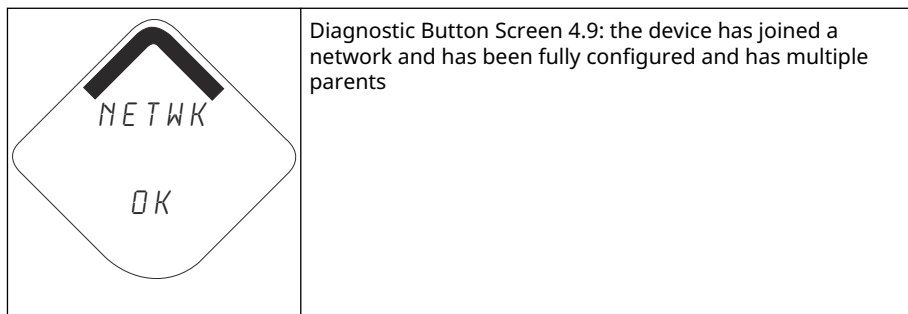 NETWK
OK
Diagnostic Button Screen 4.9: the device has joined a
network and has been fully configured and has multiple
parents